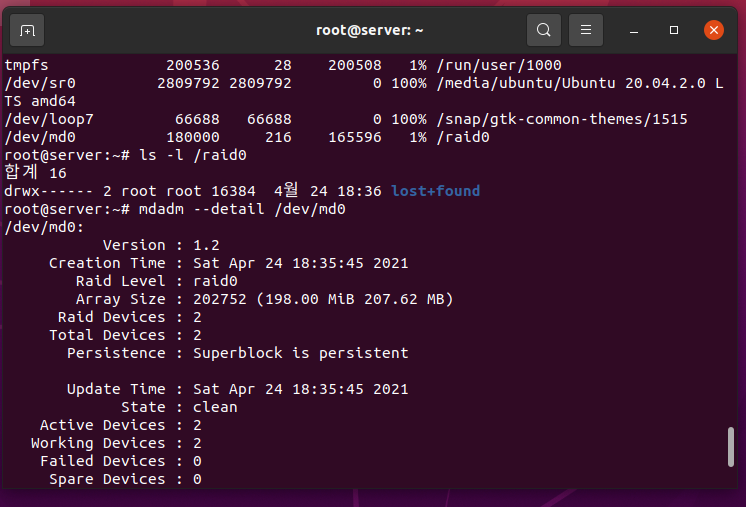 root@server: ~
tmpfs                  200536      28    200508   1% /run/user/1000
/dev/sr0              2809792 2809792         0 100% /media/ubuntu/Ubuntu 20.04.2.0 L
TS amd64
/dev/loop7              66688   66688         0 100% /snap/gtk-common-themes/1515
/dev/md0               180000     216    165596   1% /raid0
root@server:~# ls -l /raid0
합계 16
drwx------ 2 root root 16384  4월 24 18:36 lost+found
root@server:~# mdadm --detail /dev/md0
/dev/md0:
           Version : 1.2
     Creation Time : Sat Apr 24 18:35:45 2021
        Raid Level : raid0
        Array Size : 202752 (198.00 MiB 207.62 MB)
      Raid Devices : 2
     Total Devices : 2
       Persistence : Superblock is persistent
       Update Time : Sat Apr 24 18:35:45 2021
             State : clean
    Active Devices : 2
   Working Devices : 2
    Failed Devices : 0
     Spare Devices : 0